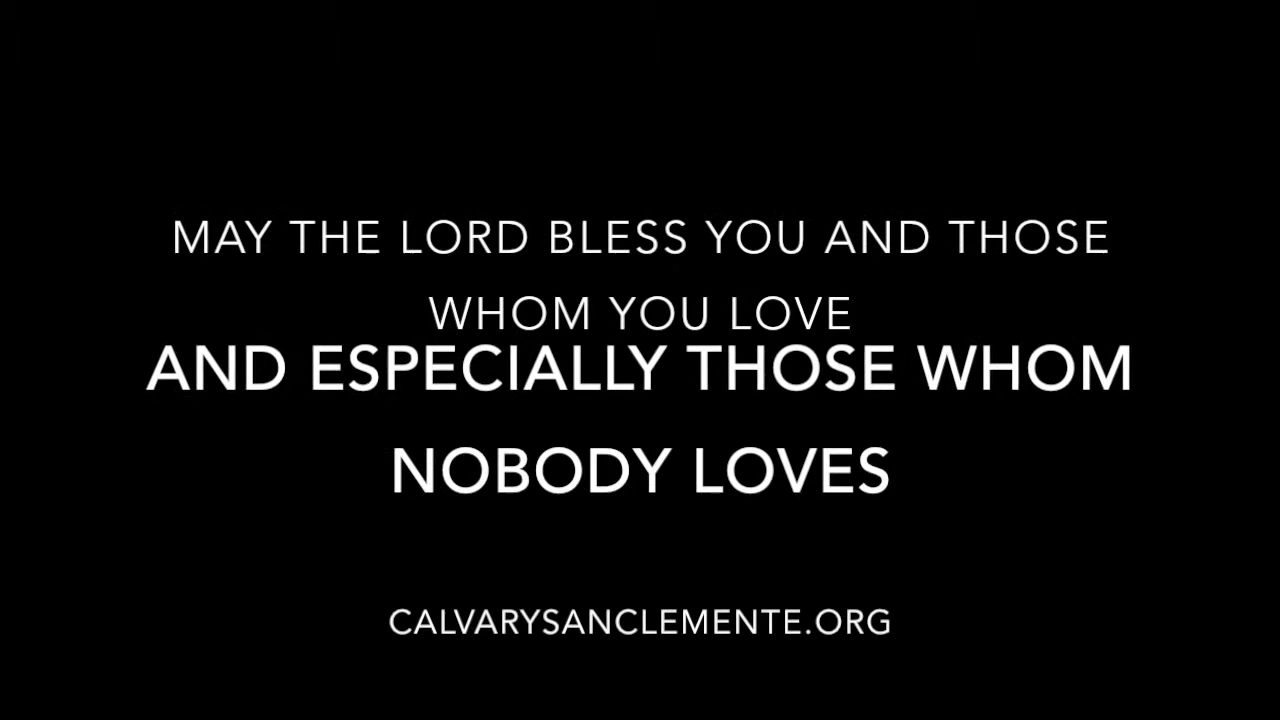 MAY THE LORD BLESS YOU AND THOSE
WHOM YOU LOVE
AND ESPECIALLY THOSE WHOM
NOBODY LOVES
CALVARYSANCLEMENTE.ORG